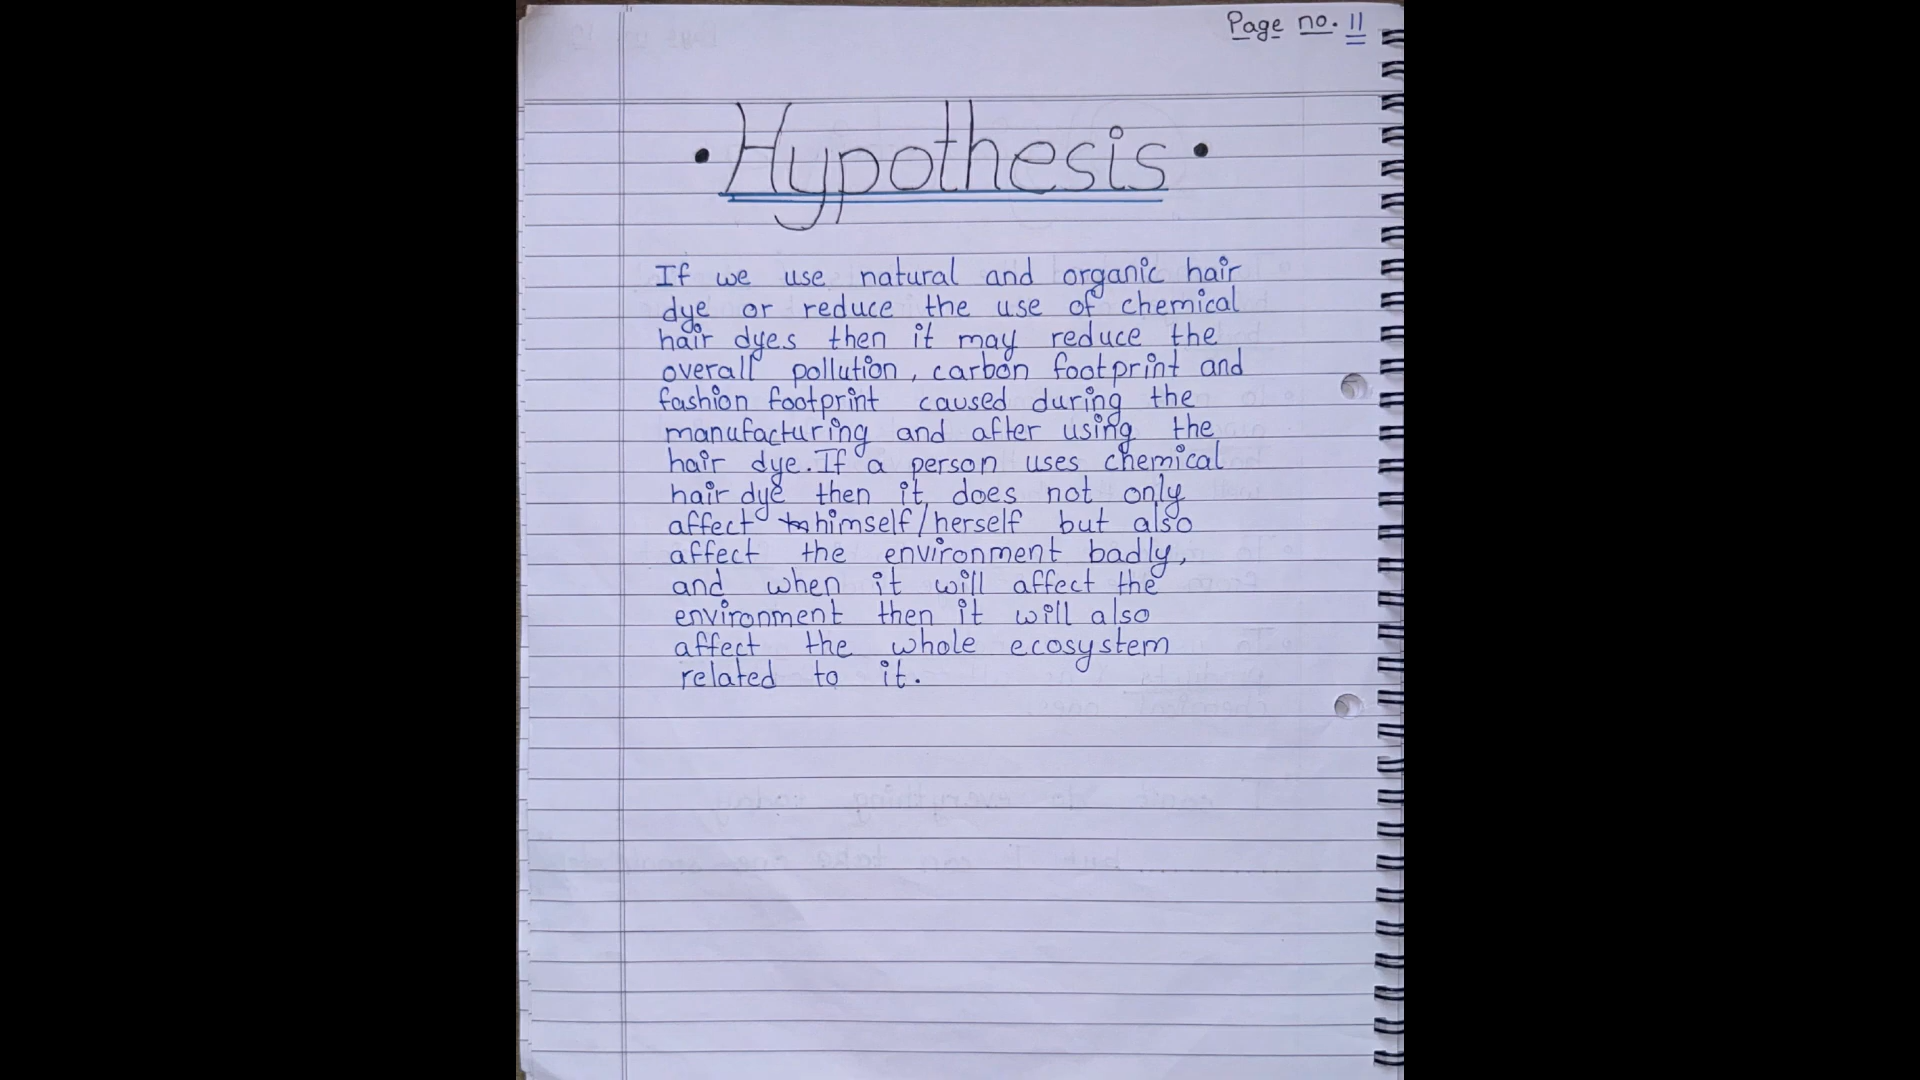 Page no. 11
• Hypothesis •
If we use natural and organic hair
dye or reduce the use of chemical
hair dyes then it may reduce the
overall pollution, carbon footprint and
fashion footprint caused during the
manufacturing and after using the
hair dye. If a person uses chemical
hair dye then it does not only
affect himself/herself but also
affect the environment badly,
and when it will affect the
environment then it will also
affect the whole ecosystem
related to it.